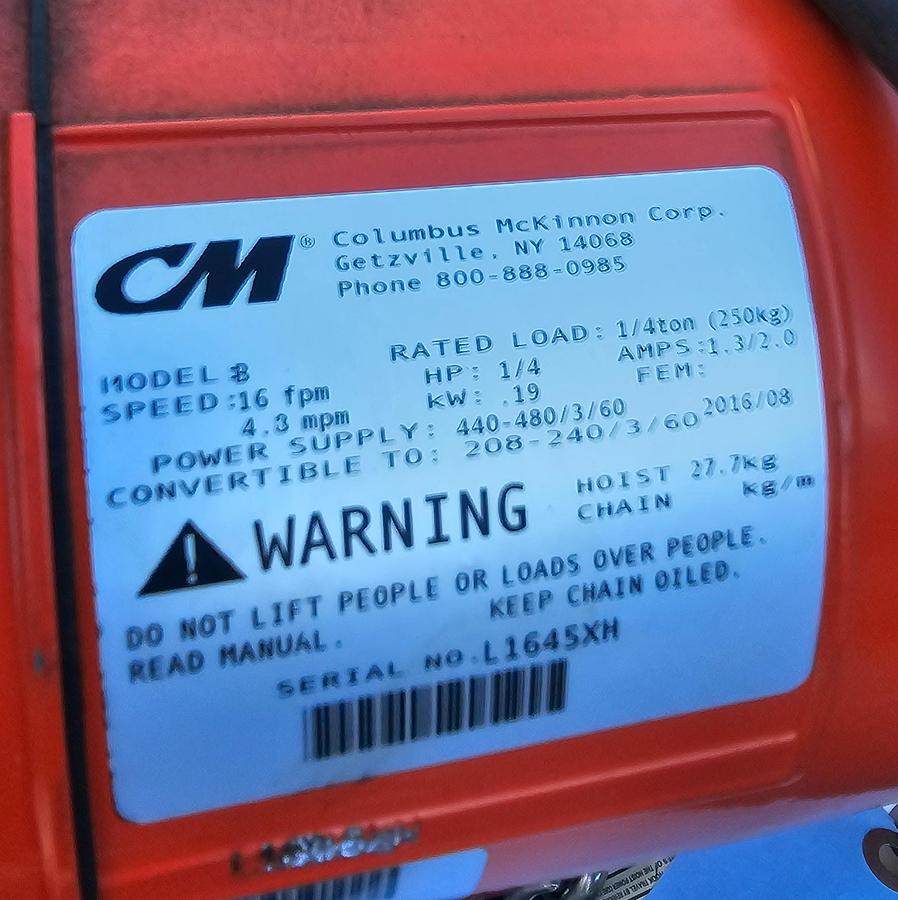 CM® Columbus McKinnon Corp.
Getzville, NY 14068
Phone 800-888-0985
RATED LOAD: 1/4ton (250kg)
MODEL B HP: 1/4 AMPS:1.3/2.0
SPEED:16 fpm KW: .19 FEM:
4.3 mpm
POWER SUPPLY: 440-480/3/60 2016/08
CONVERTIBLE TO: 208-240/3/60
HOIST 27.7kg
CHAIN kg/m
WARNING
DO NOT LIFT PEOPLE OR LOADS OVER PEOPLE.
READ MANUAL. KEEP CHAIN OILED.
SERIAL NO.L1645XH